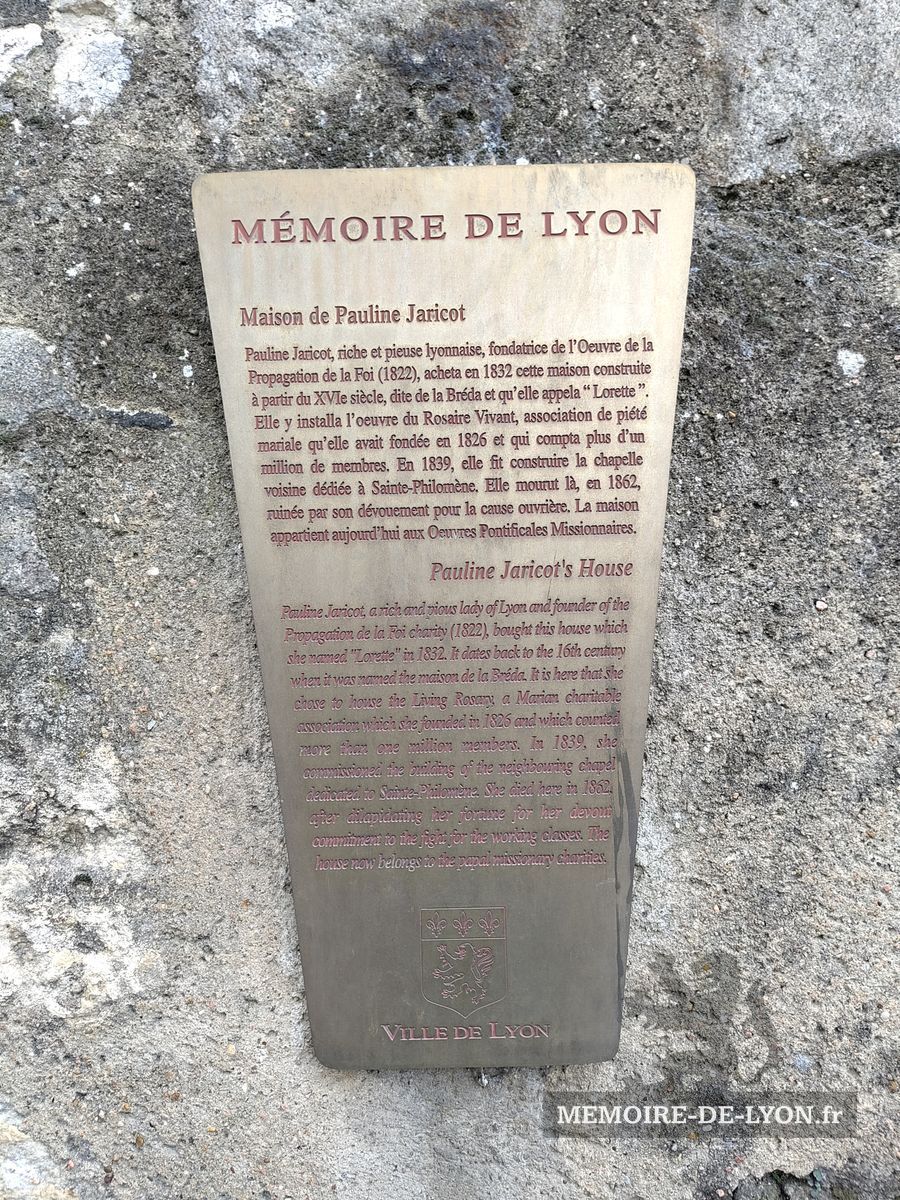 MÉMOIRE DE LYON
Maison de Pauline Jaricot
Pauline Jaricot, riche et pieuse lyonnaise, fondatrice de l'Oeuvre de la
Propagation de la Foi (1822), acheta en 1832 cette maison construite
à partir du XVIe siècle, dite de la Bréda et qu'elle appela “ Lorette ”.
Elle y installa l'oeuvre du Rosaire Vivant, association de piété
mariale qu'elle avait fondée en 1826 et qui compta plus d'un
million de membres. En 1839, elle fit construire la chapelle
voisine dédiée à Sainte-Philomène. Elle mourut là, en 1862,
ruinée par son dévouement pour la cause ouvrière. La maison
appartient aujourd'hui aux Oeuvres Pontificales Missionnaires.
Pauline Jaricot's House
Pauline Jaricot, a rich and pious lady of Lyon and founder of the
Propagation de la Foi charity (1822), bought this house which
she named "Lorette" in 1832. It dates back to the 16th century
when it was named the maison de la Bréda. It is here that she
chose to house the Living Rosary, a Marian charitable
association which she founded in 1826 and which counted
more than one million members. In 1839, she
commissioned the building of the neighbouring chapel
dedicated to Sainte-Philomène. She died here in 1862,
after dilapidating her fortune for her devout
commitment to the fight for the working classes. The
house now belongs to the papal missionary charities.
VILLE DE LYON
MEMOIRE-DE-LYON.fr